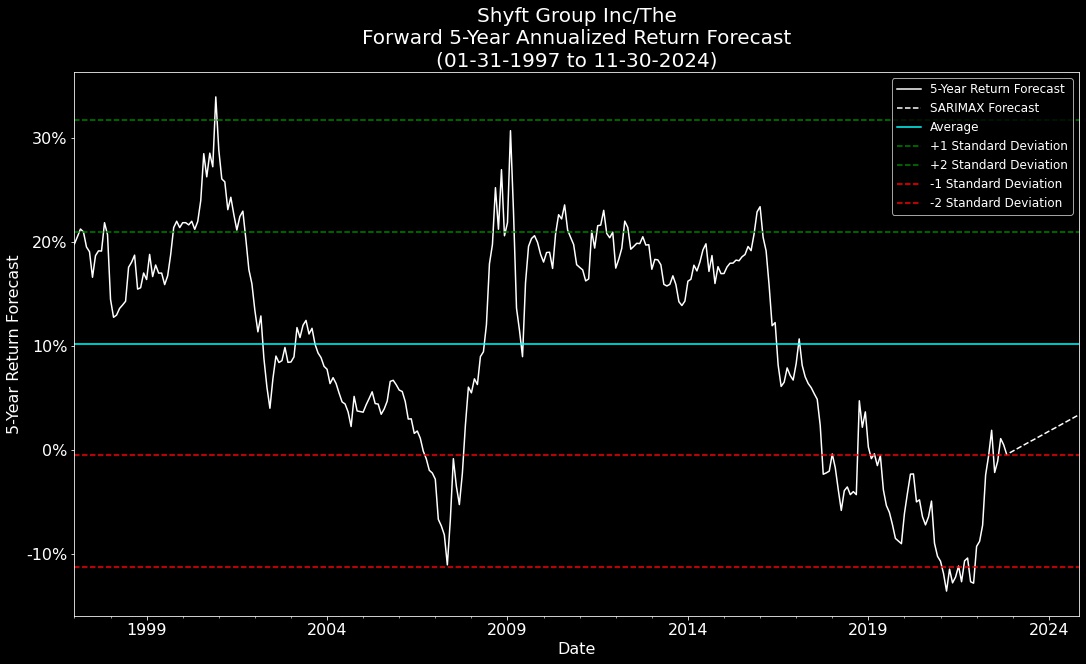 Shyft Group Inc/The
Forward 5-Year Annualized Return Forecast
(01-31-1997 to 11-30-2024)
5-Year Return Forecast
SARIMAX Forecast
Average
+1 Standard Deviation
+2 Standard Deviation
-1 Standard Deviation
-2 Standard Deviation
30%
20%
10%
0%
-10%
5-Year Return Forecast
1999
2004
2009
2014
2019
2024
Date